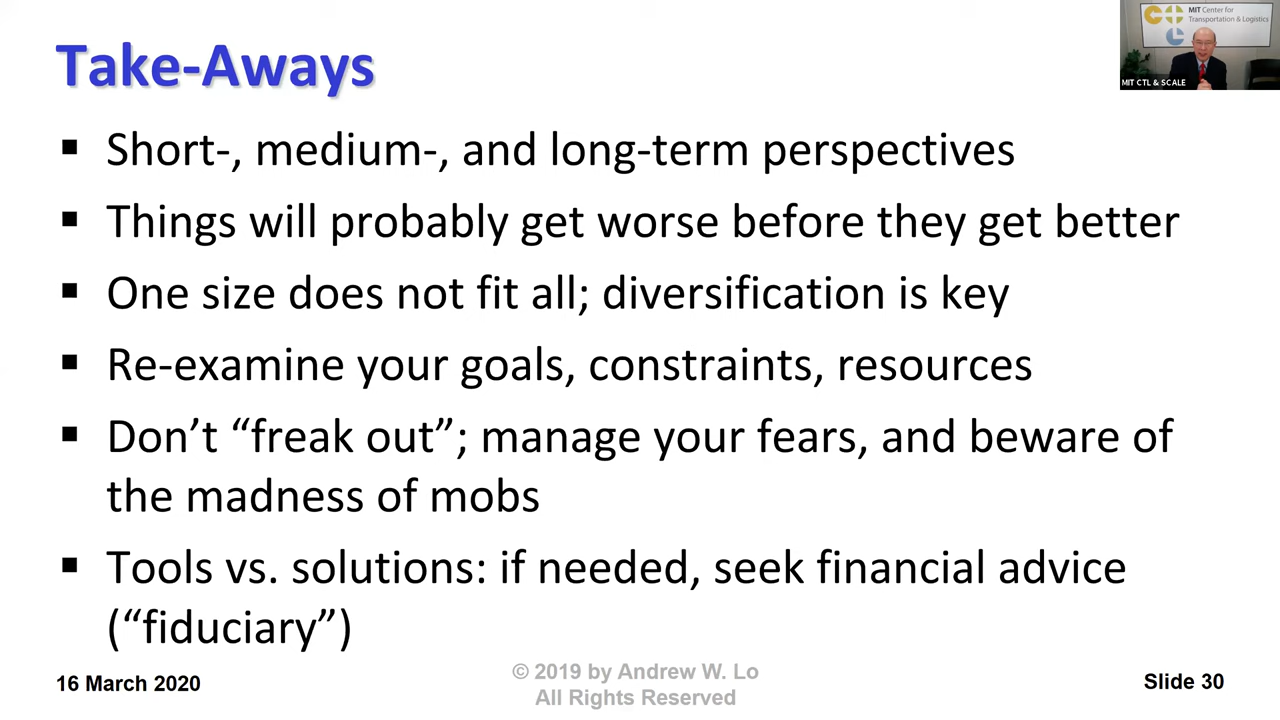 Take-Aways
MIT Center for
Transportation & Logistics
MIT CTL & SCALE
▪ Short-, medium-, and long-term perspectives
▪ Things will probably get worse before they get better
▪ One size does not fit all; diversification is key
▪ Re-examine your goals, constraints, resources
▪ Don’t “freak out”; manage your fears, and beware of
the madness of mobs
▪ Tools vs. solutions: if needed, seek financial advice
(“fiduciary”)
16 March 2020
© 2019 by Andrew W. Lo
All Rights Reserved
Slide 30